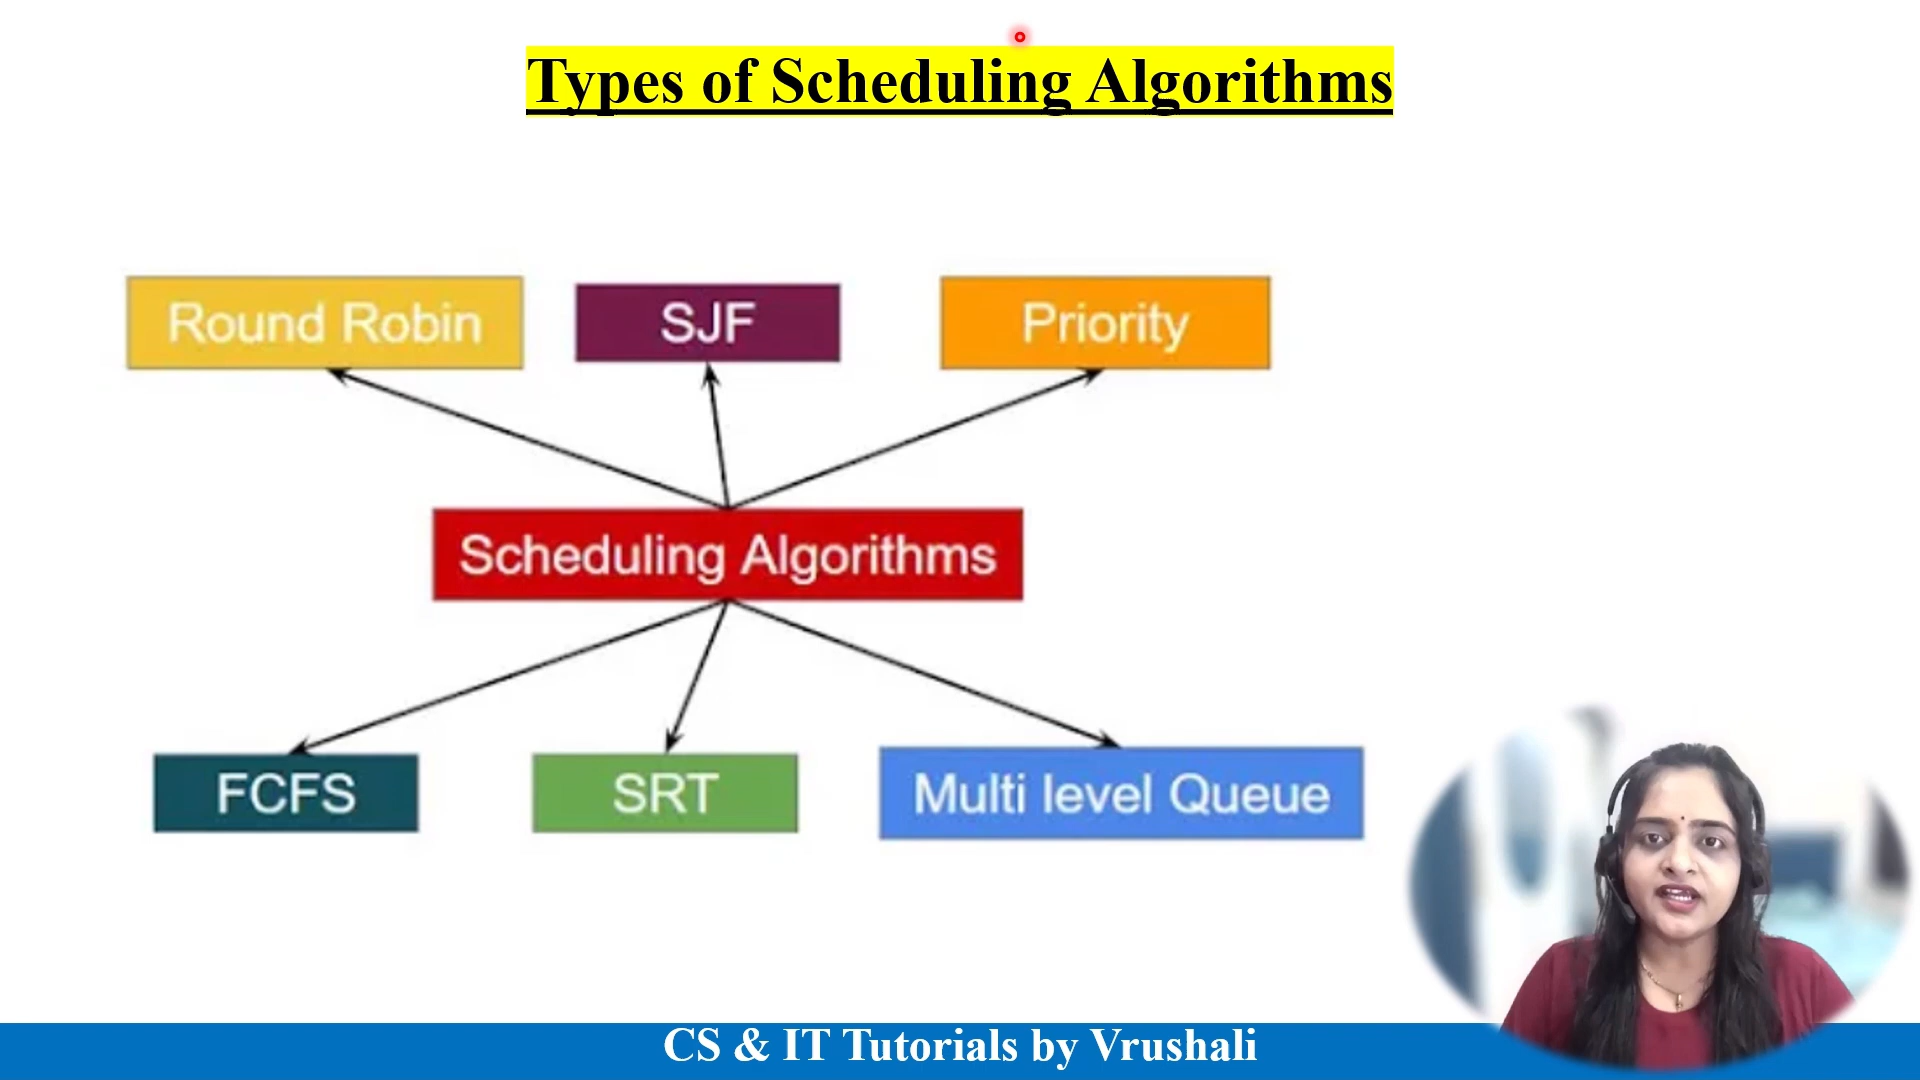 Types of Scheduling Algorithms
Round Robin
SJF
Priority
Scheduling Algorithms
FCFS
SRT
Multi level Queue
CS & IT Tutorials by Vrushali